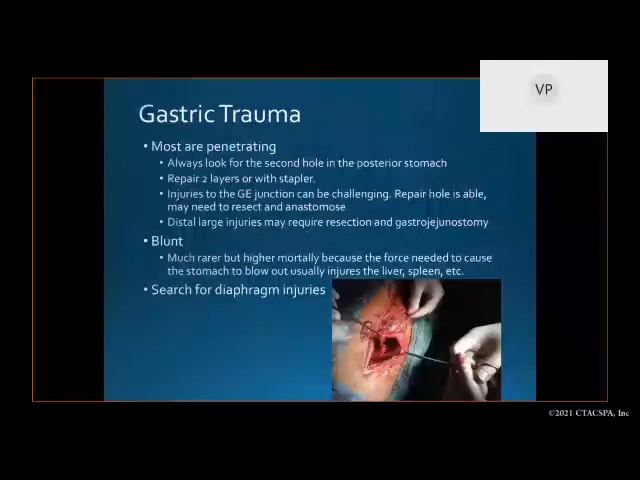 VP
Gastric Trauma
• Most are penetrating
• Always look for the second hole in the posterior stomach
• Repair 2 layers or with stapler.
• Injuries to the GE junction can be challenging. Repair hole is able,
may need to resect and anastomose
• Distal large injuries may require resection and gastrojejunostomy
• Blunt
• Much rarer but higher mortally because the force needed to cause
the stomach to blow out usually injures the liver, spleen, etc.
• Search for diaphragm injuries
©2021 CTACSPA, Inc